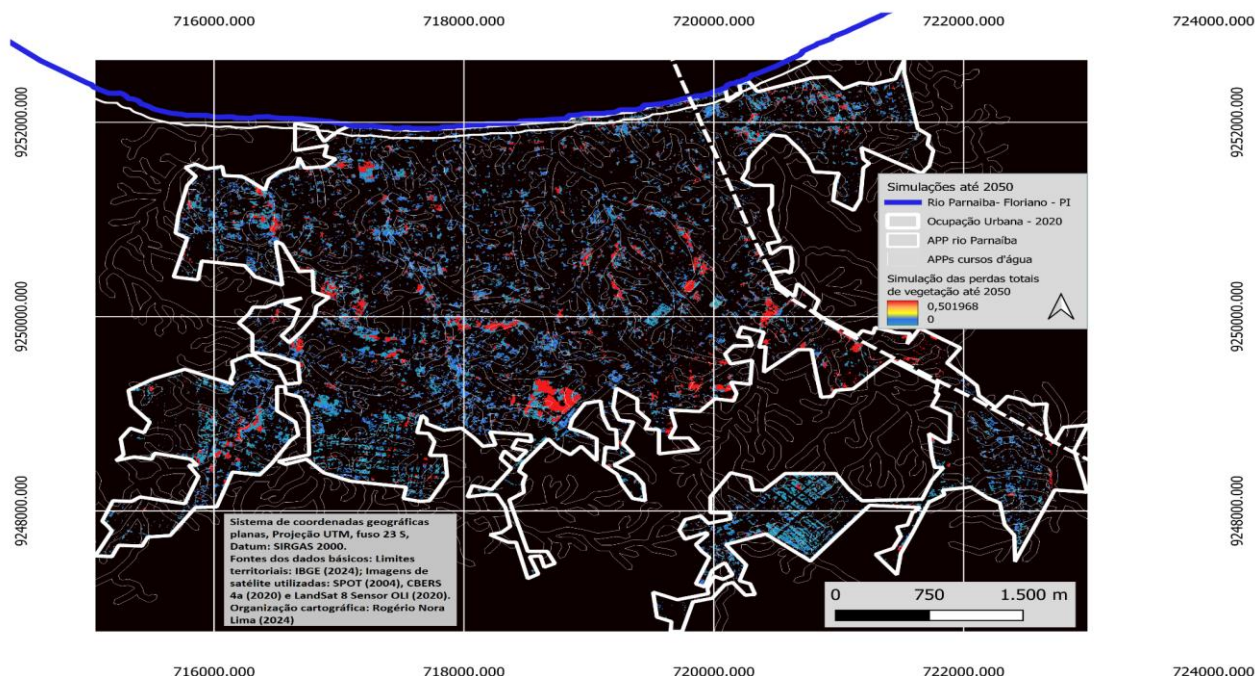 716000.000 718000.000 720000.000 722000.000 724000.000
9252000.000 9252000.000
Simulações até 2050
Rio Parnaiba- Floriano - PI
Ocupação Urbana - 2020
APP rio Parnaíba
APPs cursos d'água
Simulação das perdas totais
de vegetação até 2050
0,501968
0
9250000.000 9250000.000
9248000.000 9248000.000
Sistema de coordenadas geográficas
planas, Projeção UTM, fuso 23 S,
Datum: SIRGAS 2000.
Fontes dos dados básicos: Limites
territoriais: IBGE (2024); Imagens de
satélite utilizadas: SPOT (2004), CBERS
4a (2020) e LandSat 8 Sensor OLI (2020).
Organização cartográfica: Rogério Nora
Lima (2024)
0 750 1.500 m
716000.000 718000.000 720000.000 722000.000 724000.000